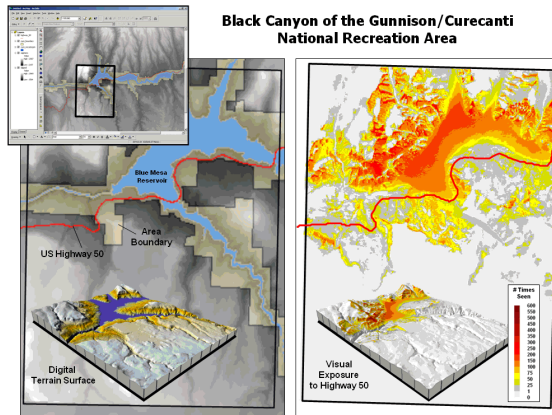 Black Canyon of the Gunnison/Curecanti
National Recreation Area
Blue Mesa
Reservoir
Area
Boundary
US Highway 50
Digital
Terrain Surface
# Times
Seen
600
500
450
400
350
300
250
200
150
100
75
50
25
1
0
Visual
Exposure
to Highway 50